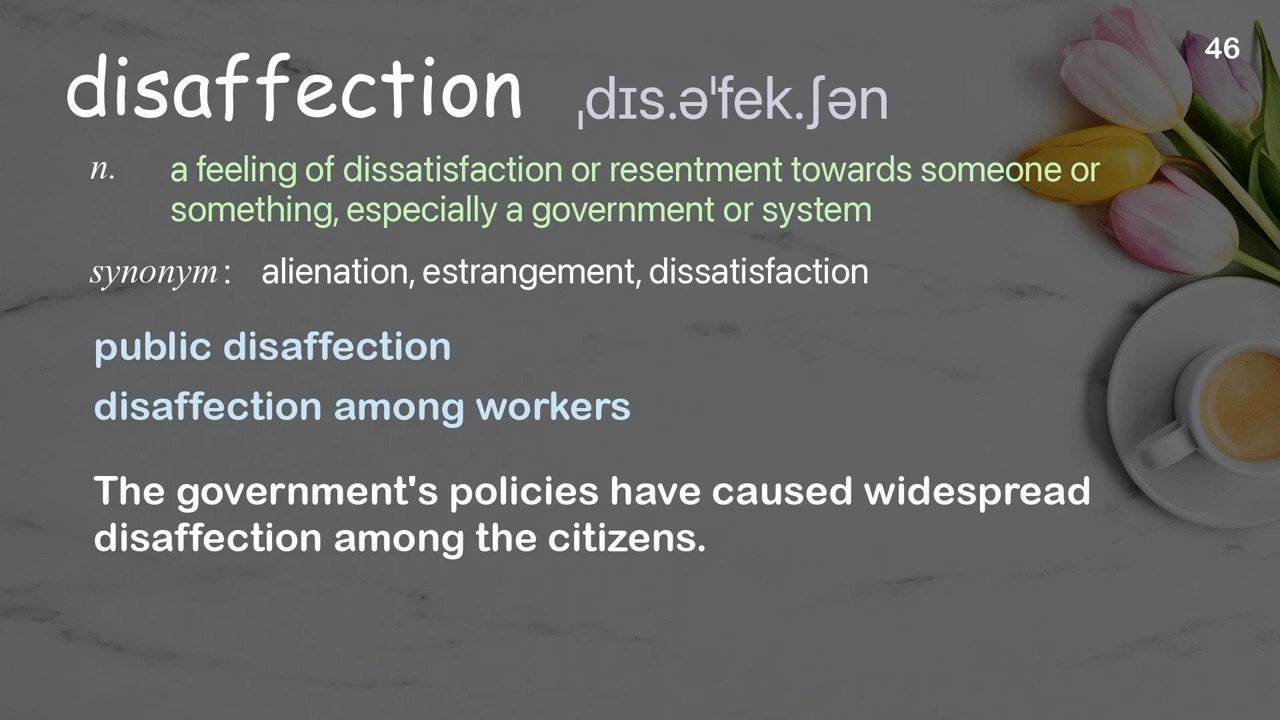 46
disaffection ˌdɪs.əˈfek.ʃən
n. a feeling of dissatisfaction or resentment towards someone or
something, especially a government or system
synonym: alienation, estrangement, dissatisfaction
public disaffection
disaffection among workers
The government's policies have caused widespread
disaffection among the citizens.